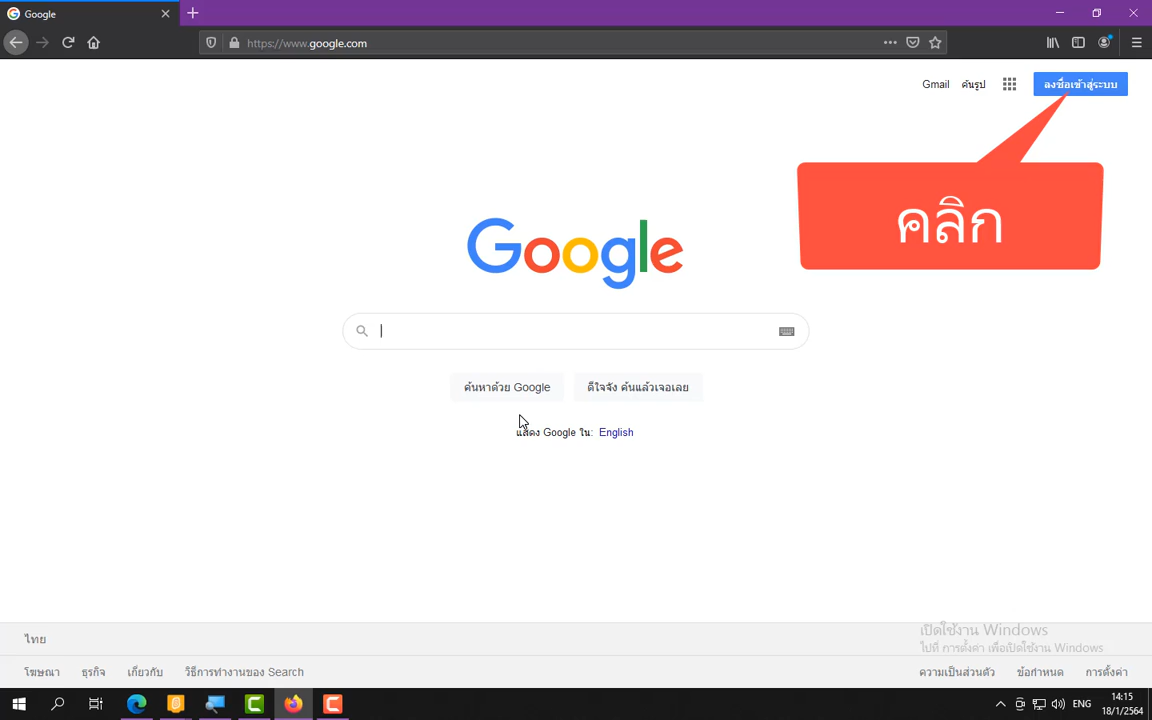 Google
https://www.google.com
Gmail ค้นรูป ลงชื่อเข้าสู่ระบบ
คลิก
Google
ค้นหาด้วย Google ดีใจจัง ค้นแล้วเจอเลย
แสดง Google ใน: English
ไทย
เปิดใช้งาน Windows
ไปที่ การตั้งค่า เพื่อเปิดใช้งาน Windows
โฆษณา ธุรกิจ เกี่ยวกับ วิธีการทำงานของ Search ความเป็นส่วนตัว ข้อกำหนด การตั้งค่า
ENG 14:15
18/1/2564